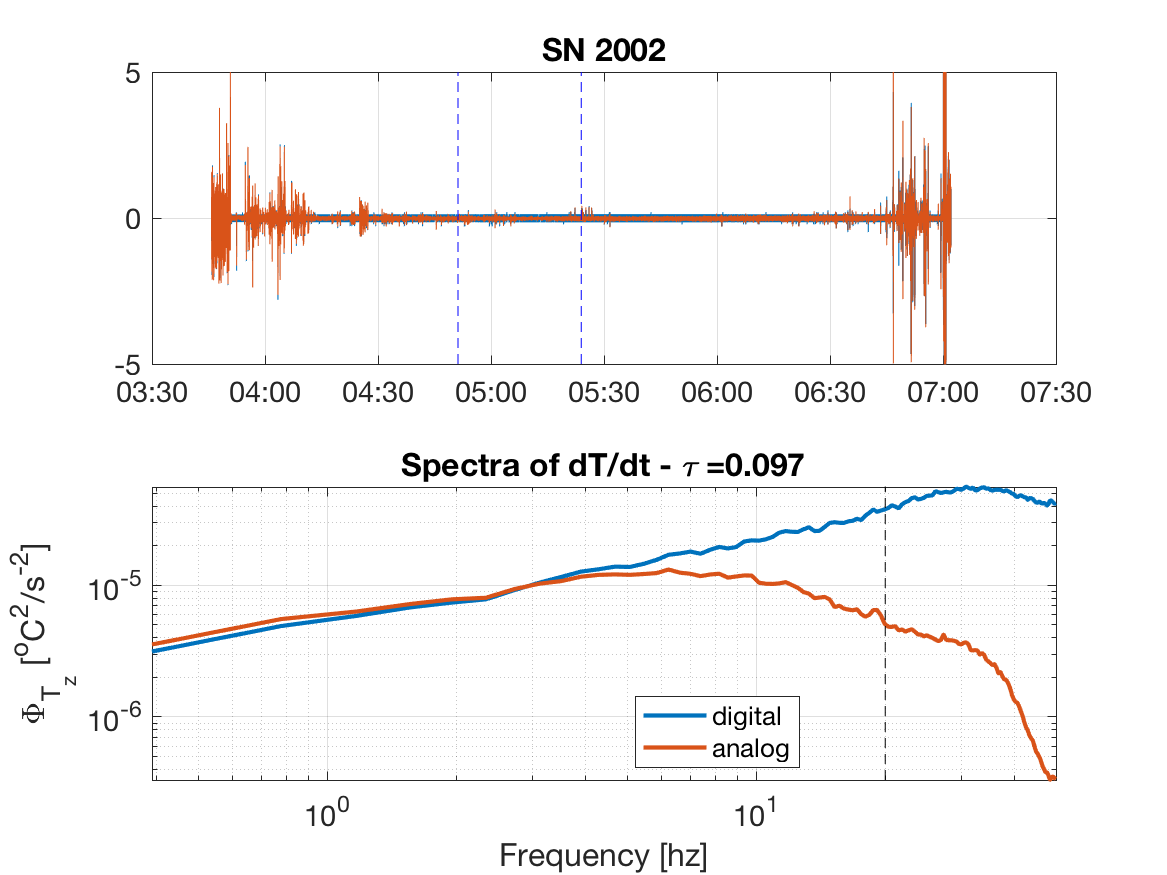 SN 2002
5
0
-5
03:30 04:00 04:30 05:00 05:30 06:00 06:30 07:00 07:30
Spectra of dT/dt - τ =0.097
Φ_{T_z} [°C²/s⁻²]
10⁻⁵
10⁻⁶
digital
analog
10⁰ 10¹
Frequency [hz]